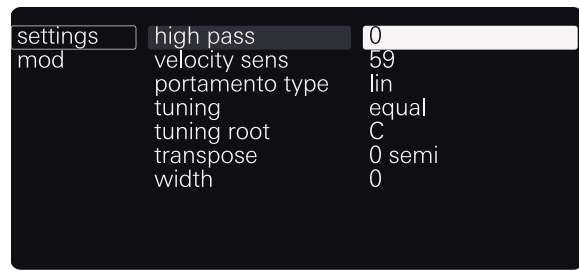 settings high pass 0
mod velocity sens 59
portamento type lin
tuning equal
tuning root C
transpose 0 semi
width 0